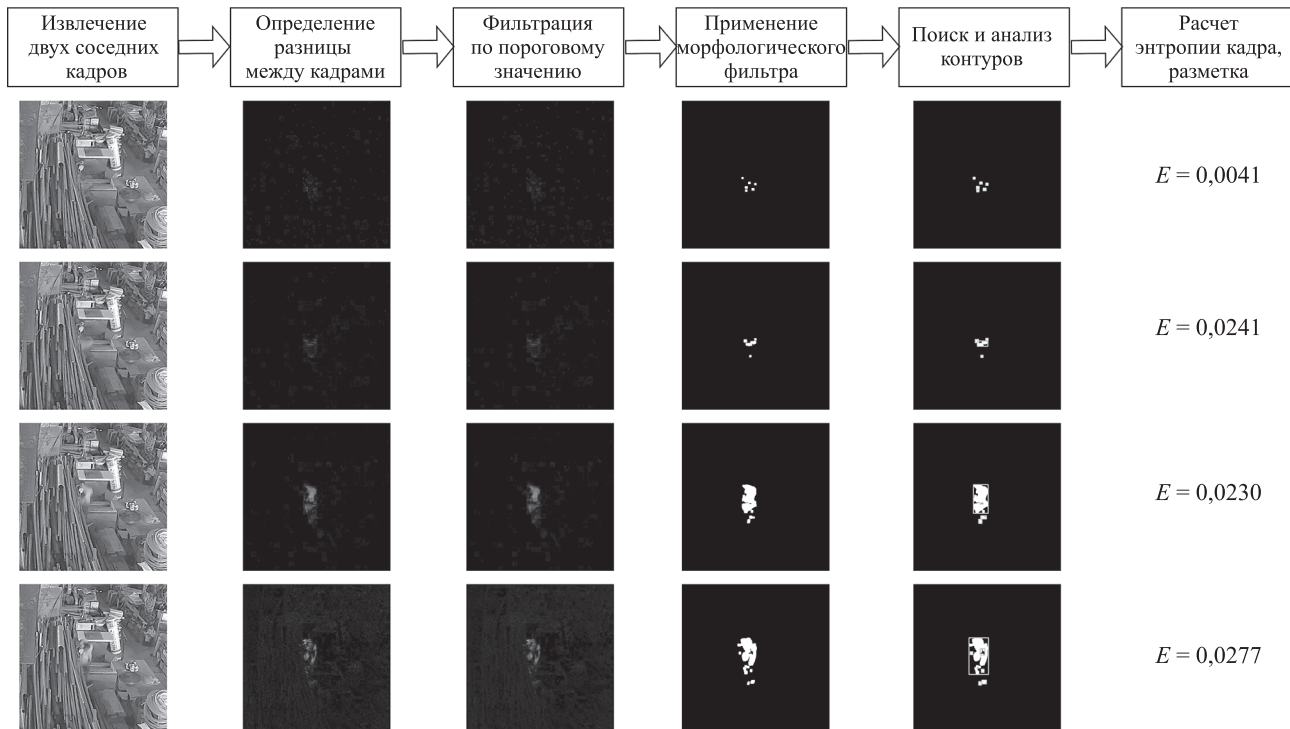 Извлечение
двух соседних
кадров
Определение
разницы
между кадрами
Фильтрация
по пороговому
значению
Применение
морфологического
фильтра
Поиск и анализ
контуров
Расчет
энтропии кадра,
разметка
E = 0,0041
E = 0,0241
E = 0,0230
E = 0,0277